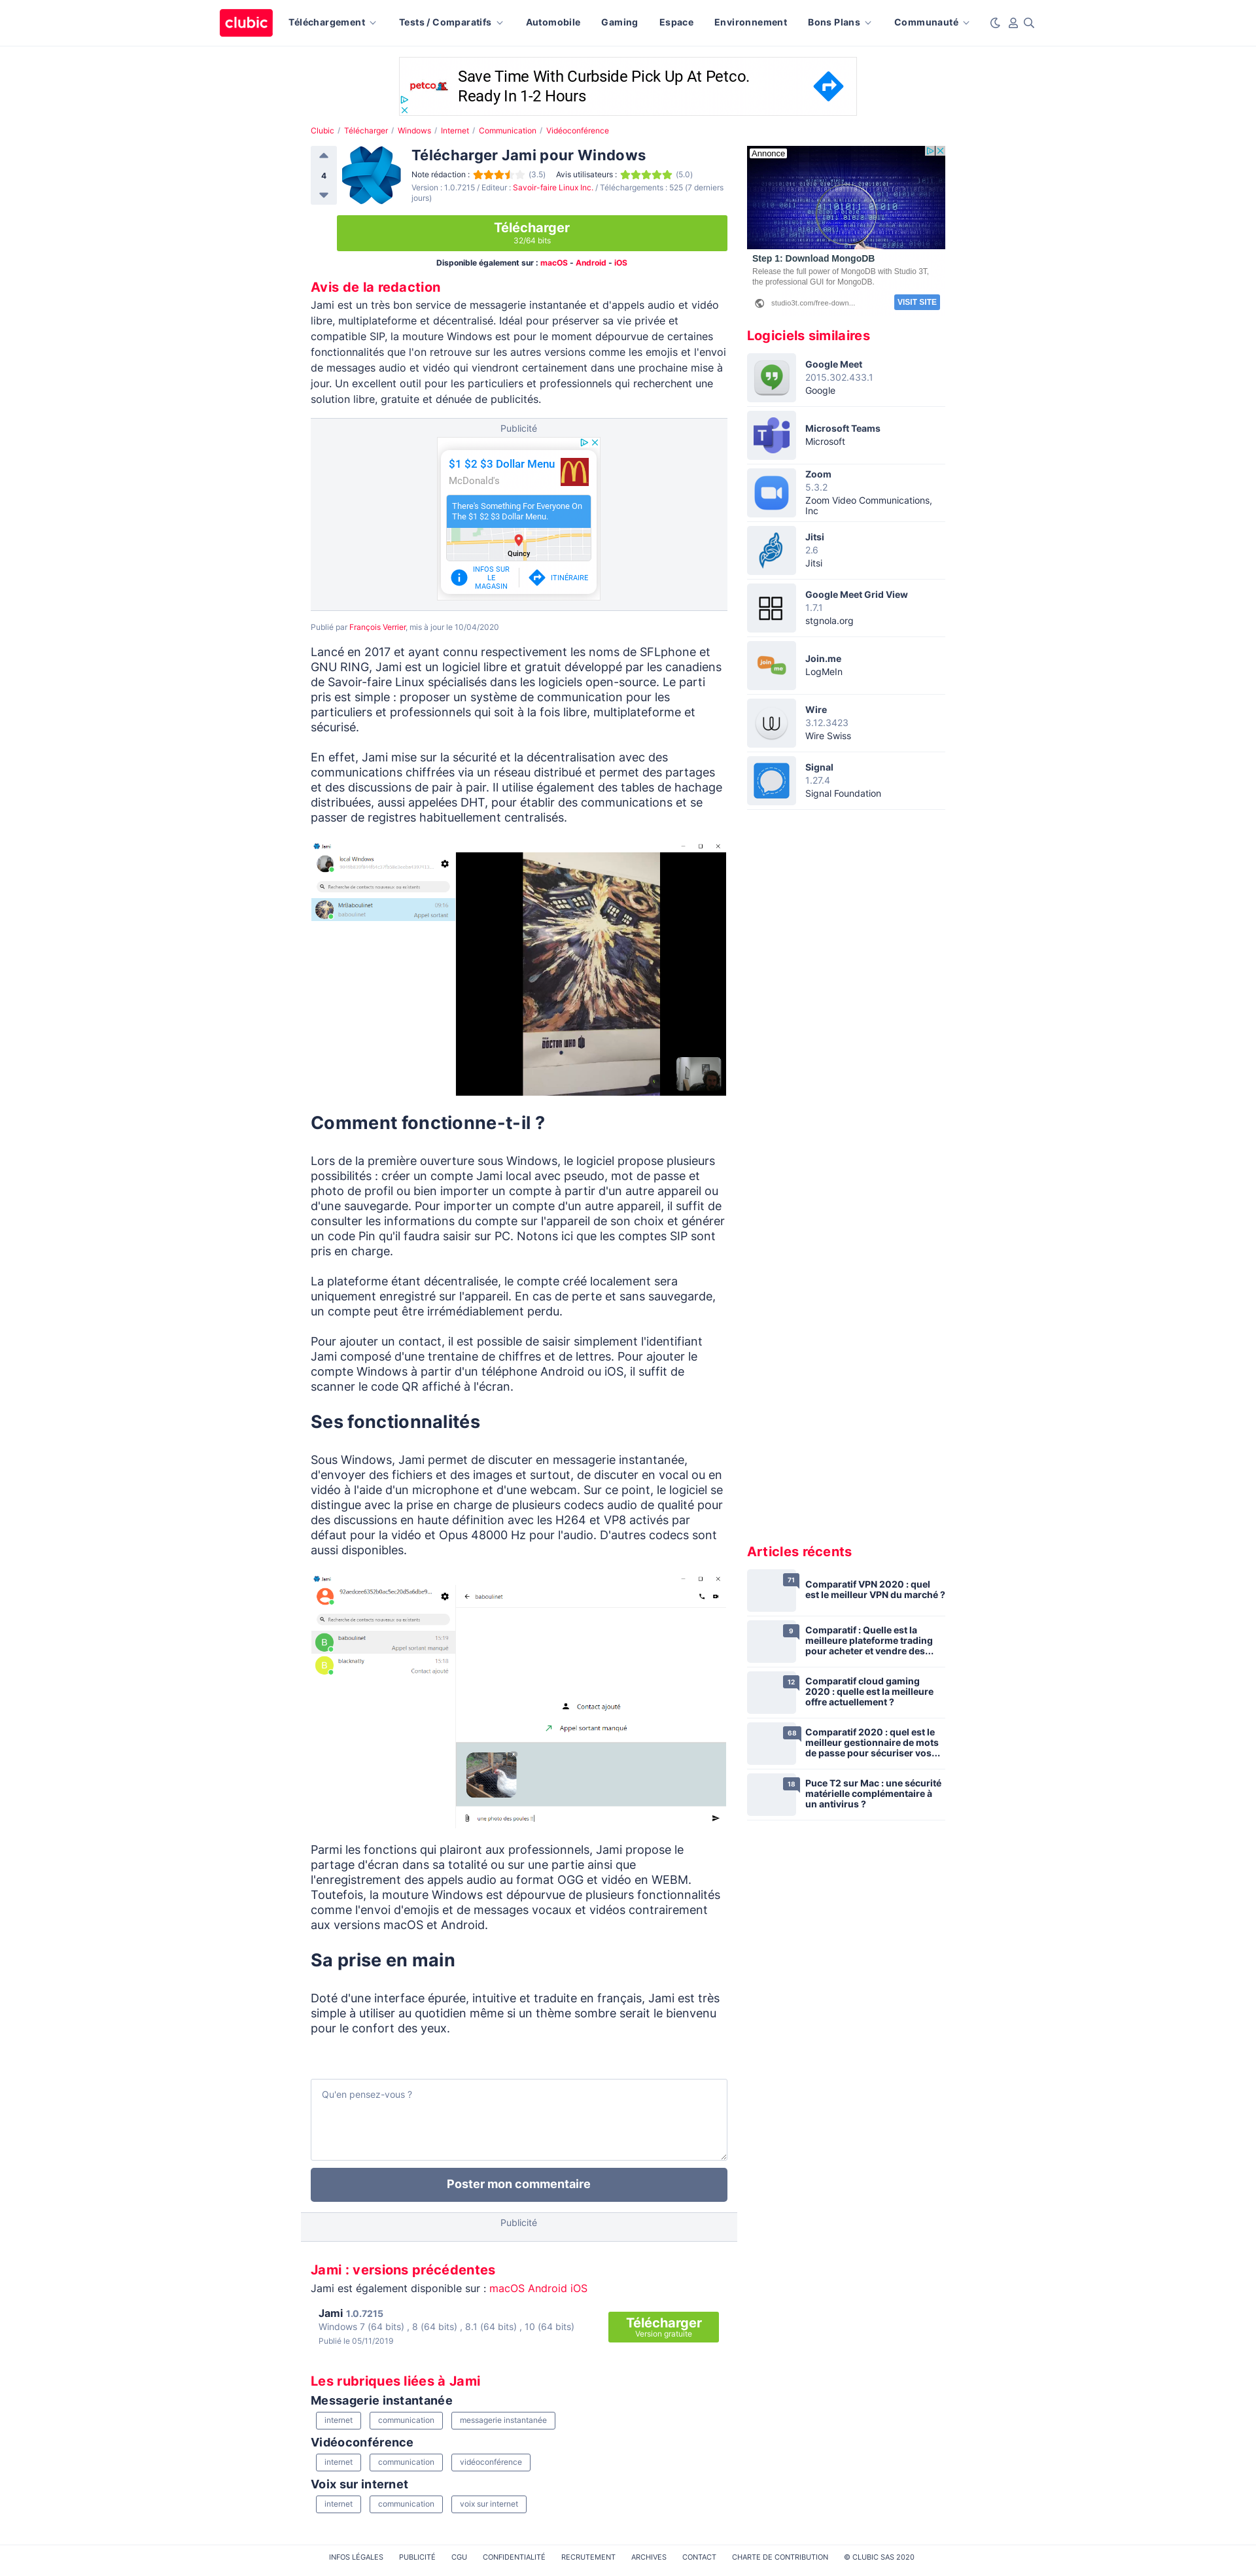 clubic
Téléchargement
Tests / Comparatifs
Automobile
Gaming
Espace
Environnement
Bons Plans
Communauté
petco
Save Time With Curbside Pick Up At Petco.
Ready In 1-2 Hours
Clubic / Télécharger / Windows / Internet / Communication / Vidéoconférence
4
Télécharger Jami pour Windows
Note rédaction : (3.5) Avis utilisateurs : (5.0)
Version : 1.0.7215 / Editeur : Savoir-faire Linux Inc. / Téléchargements : 525 (7 derniers
jours)
Télécharger
32/64 bits
Disponible également sur : macOS - Android - iOS
Avis de la redaction
Jami est un très bon service de messagerie instantanée et d'appels audio et vidéo
libre, multiplateforme et décentralisé. Idéal pour préserver sa vie privée et
compatible SIP, la mouture Windows est pour le moment dépourvue de certaines
fonctionnalités que l'on retrouve sur les autres versions comme les emojis et l'envoi
de messages audio et vidéo qui viendront certainement dans une prochaine mise à
jour. Un excellent outil pour les particuliers et professionnels qui recherchent une
solution libre, gratuite et dénuée de publicités.
Publicité
$1 $2 $3 Dollar Menu
McDonald's
There's Something For Everyone On
The $1 $2 $3 Dollar Menu.
Quincy
INFOS SUR
LE
MAGASIN
ITINÉRAIRE
Publié par François Verrier, mis à jour le 10/04/2020
Lancé en 2017 et ayant connu respectivement les noms de SFLphone et
GNU RING, Jami est un logiciel libre et gratuit développé par les canadiens
de Savoir-faire Linux spécialisés dans les logiciels open-source. Le parti
pris est simple : proposer un système de communication pour les
particuliers et professionnels qui soit à la fois libre, multiplateforme et
sécurisé.
En effet, Jami mise sur la sécurité et la décentralisation avec des
communications chiffrées via un réseau distribué et permet des partages
et des discussions de pair à pair. Il utilise également des tables de hachage
distribuées, aussi appelées DHT, pour établir des communications et se
passer de registres habituellement centralisés.
Jami
local Windows
Recherche de contacts nouveaux ou existants
MrBaboulinet 09:16
baboulinet Appel sortant
DOCTOR WHO
Comment fonctionne-t-il ?
Lors de la première ouverture sous Windows, le logiciel propose plusieurs
possibilités : créer un compte Jami local avec pseudo, mot de passe et
photo de profil ou bien importer un compte à partir d'un autre appareil ou
d'une sauvegarde. Pour importer un compte d'un autre appareil, il suffit de
consulter les informations du compte sur l'appareil de son choix et générer
un code Pin qu'il faudra saisir sur PC. Notons ici que les comptes SIP sont
pris en charge.
La plateforme étant décentralisée, le compte créé localement sera
uniquement enregistré sur l'appareil. En cas de perte et sans sauvegarde,
un compte peut être irrémédiablement perdu.
Pour ajouter un contact, il est possible de saisir simplement l'identifiant
Jami composé d'une trentaine de chiffres et de lettres. Pour ajouter le
compte Windows à partir d'un téléphone Android ou iOS, il suffit de
scanner le code QR affiché à l'écran.
Ses fonctionnalités
Sous Windows, Jami permet de discuter en messagerie instantanée,
d'envoyer des fichiers et des images et surtout, de discuter en vocal ou en
vidéo à l'aide d'un microphone et d'une webcam. Sur ce point, le logiciel se
distingue avec la prise en charge de plusieurs codecs audio de qualité pour
des discussions en haute définition avec les H264 et VP8 activés par
défaut pour la vidéo et Opus 48000 Hz pour l'audio. D'autres codecs sont
aussi disponibles.
Jami
92aedcee6352b0ac5ec20d5a6dbe9...
Recherche de contacts nouveaux ou existants
B
baboulinet 15:19
Appel sortant manqué
B
blacknally 15:18
Contact ajouté
baboulinet
Contact ajouté
Appel sortant manqué
une photo des poules !!
Parmi les fonctions qui plairont aux professionnels, Jami propose le
partage d'écran dans sa totalité ou sur une partie ainsi que
l'enregistrement des appels audio au format OGG et vidéo en WEBM.
Toutefois, la mouture Windows est dépourvue de plusieurs fonctionnalités
comme l'envoi d'emojis et de messages vocaux et vidéos contrairement
aux versions macOS et Android.
Sa prise en main
Doté d'une interface épurée, intuitive et traduite en français, Jami est très
simple à utiliser au quotidien même si un thème sombre serait le bienvenu
pour le confort des yeux.
Qu'en pensez-vous ?
Poster mon commentaire
Publicité
Jami : versions précédentes
Jami est également disponible sur : macOS Android iOS
Jami 1.0.7215
Windows 7 (64 bits) , 8 (64 bits) , 8.1 (64 bits) , 10 (64 bits)
Publié le 05/11/2019
Télécharger
Version gratuite
Les rubriques liées à Jami
Messagerie instantanée
internet communication messagerie instantanée
Vidéoconférence
internet communication vidéoconférence
Voix sur internet
internet communication voix sur internet
Annonce
Step 1: Download MongoDB
Release the full power of MongoDB with Studio 3T,
the professional GUI for MongoDB.
studio3t.com/free-down...
VISIT SITE
Logiciels similaires
Google Meet
2015.302.433.1
Google
Microsoft Teams
Microsoft
Zoom
5.3.2
Zoom Video Communications,
Inc
Jitsi
2.6
Jitsi
Google Meet Grid View
1.7.1
stgnola.org
join me
Join.me
LogMeIn
Wire
3.12.3423
Wire Swiss
Signal
1.27.4
Signal Foundation
Articles récents
71
Comparatif VPN 2020 : quel
est le meilleur VPN du marché ?
9
Comparatif : Quelle est la
meilleure plateforme trading
pour acheter et vendre des...
12
Comparatif cloud gaming
2020 : quelle est la meilleure
offre actuellement ?
68
Comparatif 2020 : quel est le
meilleur gestionnaire de mots
de passe pour sécuriser vos...
18
Puce T2 sur Mac : une sécurité
matérielle complémentaire à
un antivirus ?
INFOS LÉGALES PUBLICITÉ CGU CONFIDENTIALITÉ RECRUTEMENT ARCHIVES CONTACT CHARTE DE CONTRIBUTION © CLUBIC SAS 2020